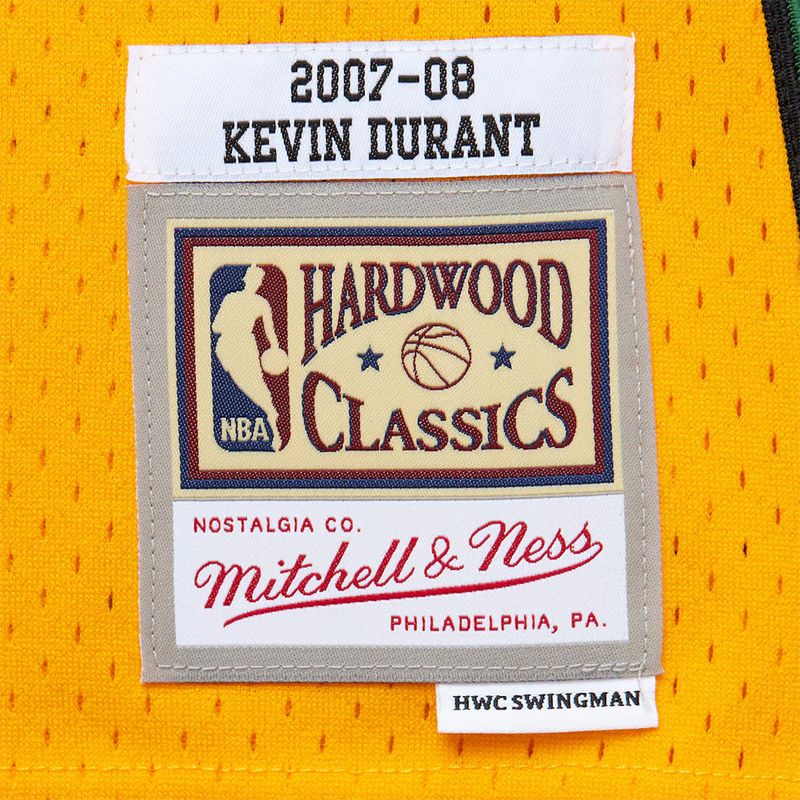 2007-08
KEVIN DURANT
HARDWOOD
CLASSICS
NBA
NOSTALGIA CO.
Mitchell & Ness
PHILADELPHIA, PA.
HWC SWINGMAN